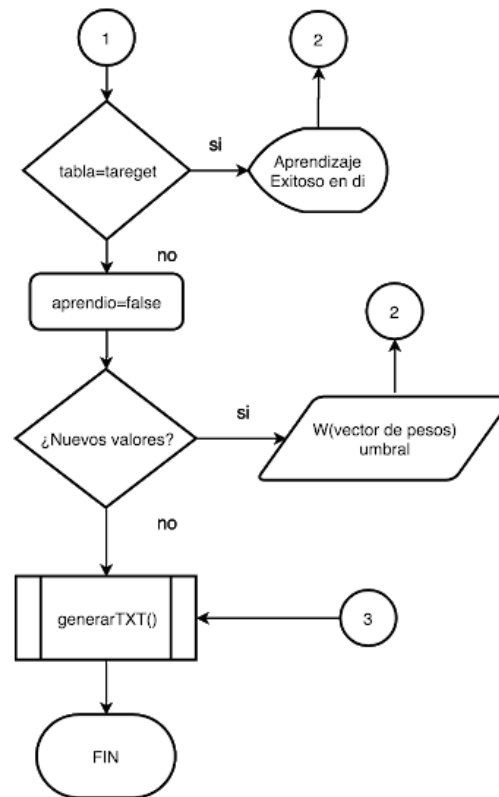 1
2
tabla=tareget
si
Aprendizaje
Exitoso en di
no
aprendio=false
2
¿Nuevos valores?
si
W(vector de pesos)
umbral
no
generarTXT()
3
FIN